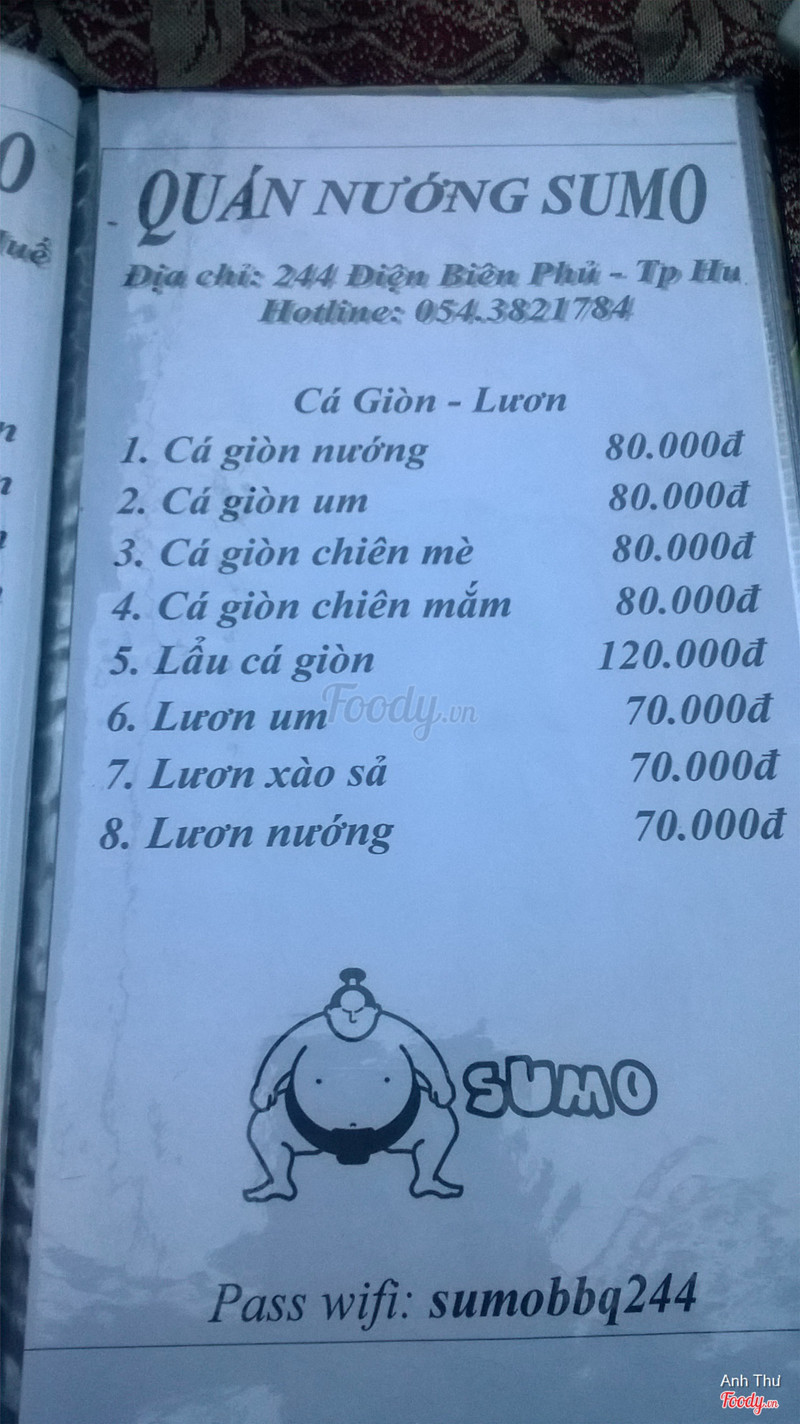 QUÁN NƯỚNG SUMO
Địa chỉ: 244 Điện Biên Phủ - Tp Hu
Hotline: 054.3821784
Cá Giòn - Lươn
1. Cá giòn nướng 80.000đ
2. Cá giòn um 80.000đ
3. Cá giòn chiên mè 80.000đ
4. Cá giòn chiên mắm 80.000đ
5. Lẩu cá giòn 120.000đ
6. Lươn um 70.000đ
7. Lươn xào sả 70.000đ
8. Lươn nướng 70.000đ
Foody.vn
SUMO
Pass wifi: sumobbq244
Anh Thư
Foody.vn